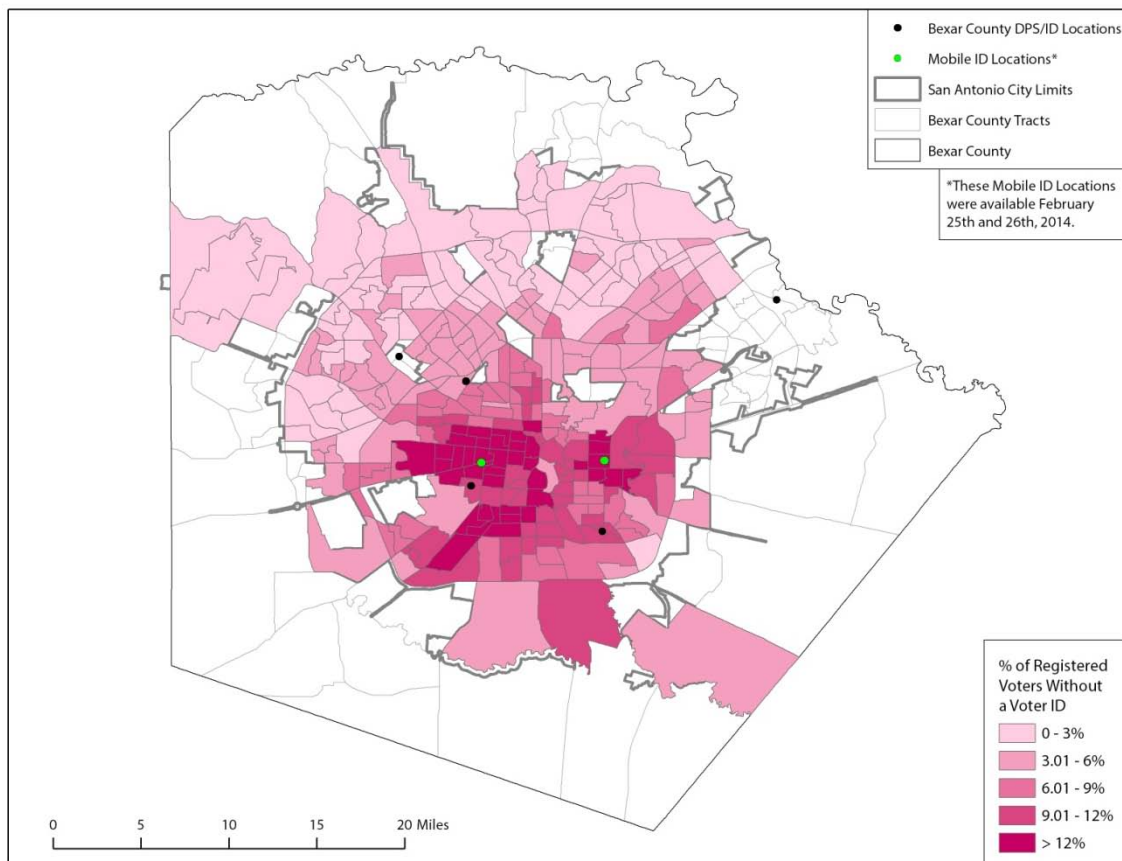 Bexar County DPS/ID Locations
Mobile ID Locations*
San Antonio City Limits
Bexar County Tracts
Bexar County
*These Mobile ID Locations
were available February
25th and 26th, 2014.
% of Registered
Voters Without
a Voter ID
0 - 3%
3.01 - 6%
6.01 - 9%
9.01 - 12%
> 12%
0 5 10 15 20 Miles